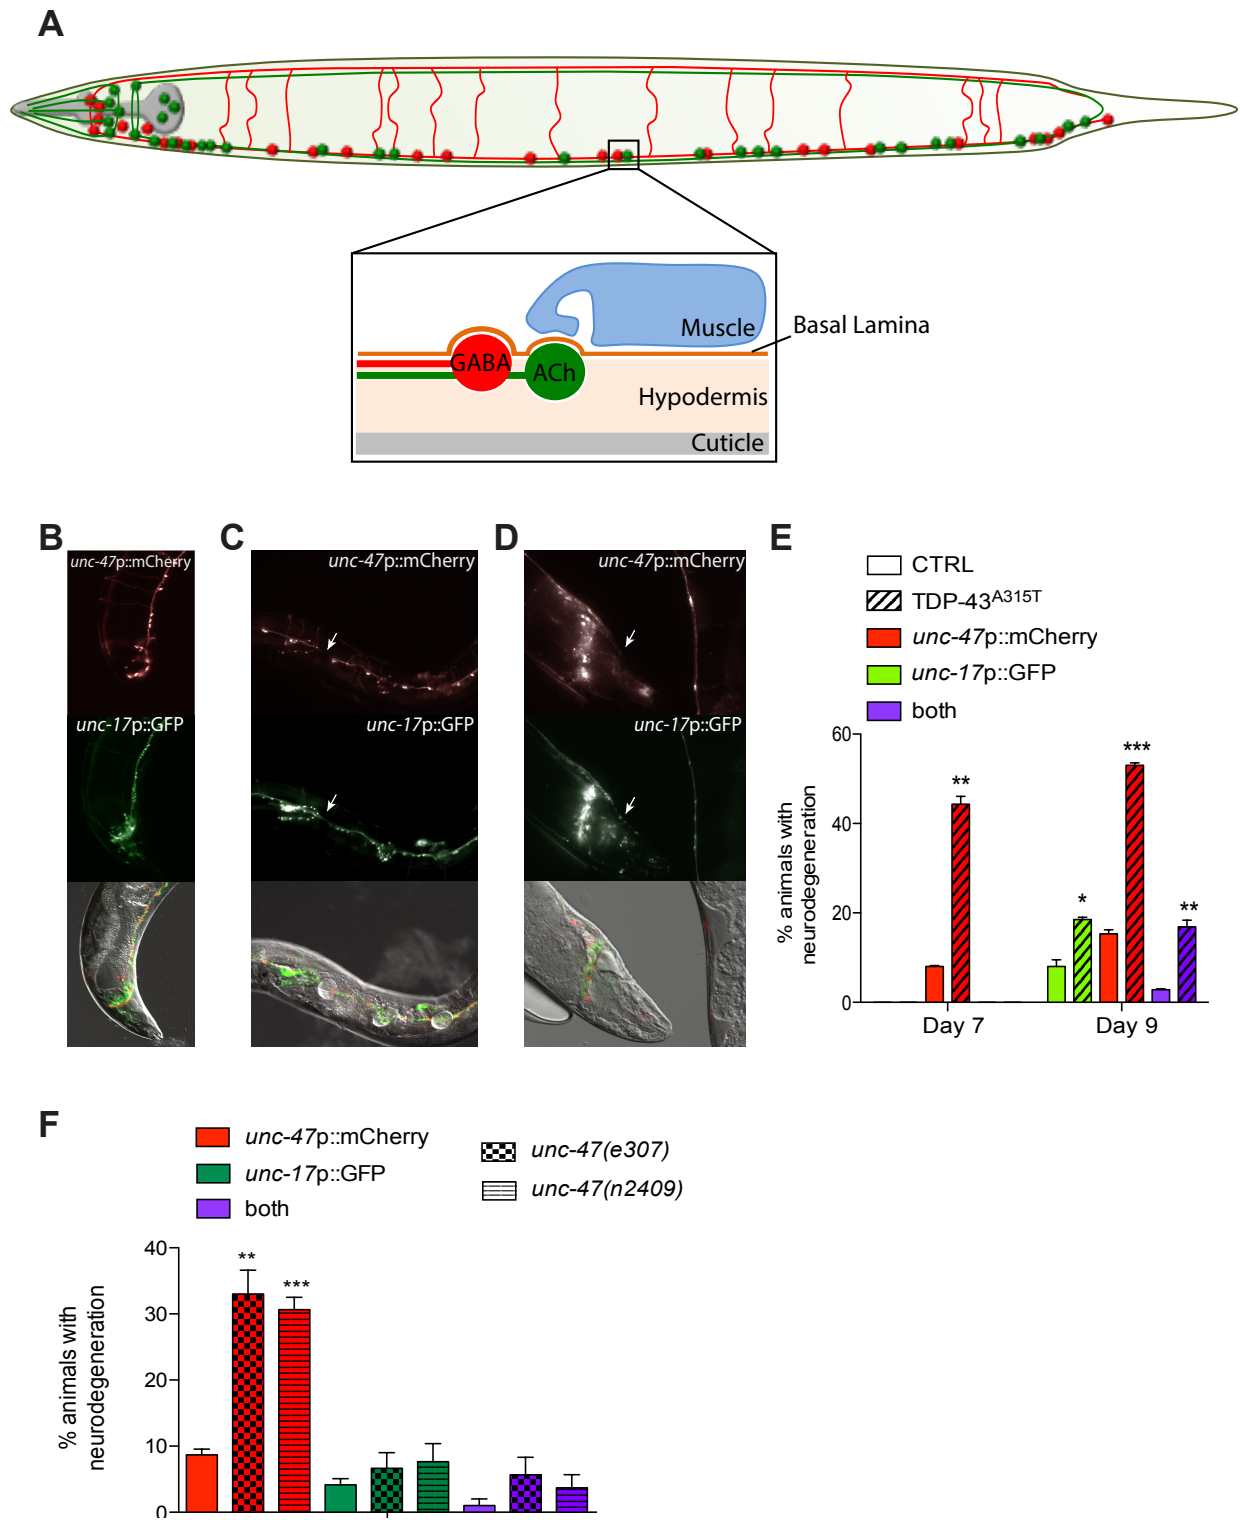 A
GABA
ACh
Muscle
Basal Lamina
Hypodermis
Cuticle
B
unc-47p::mCherry
unc-17p::GFP
C
unc-47p::mCherry
unc-17p::GFP
D
unc-47p::mCherry
unc-17p::GFP
E
CTRL
TDP-43A315T
unc-47p::mCherry
unc-17p::GFP
both
% animals with
neurodegeneration
60
40
20
0
**
*
***
**
Day 7
Day 9
F
unc-47p::mCherry
unc-17p::GFP
both
unc-47(e307)
unc-47(n2409)
% animals with
neurodegeneration
40
30
20
10
0
**
***